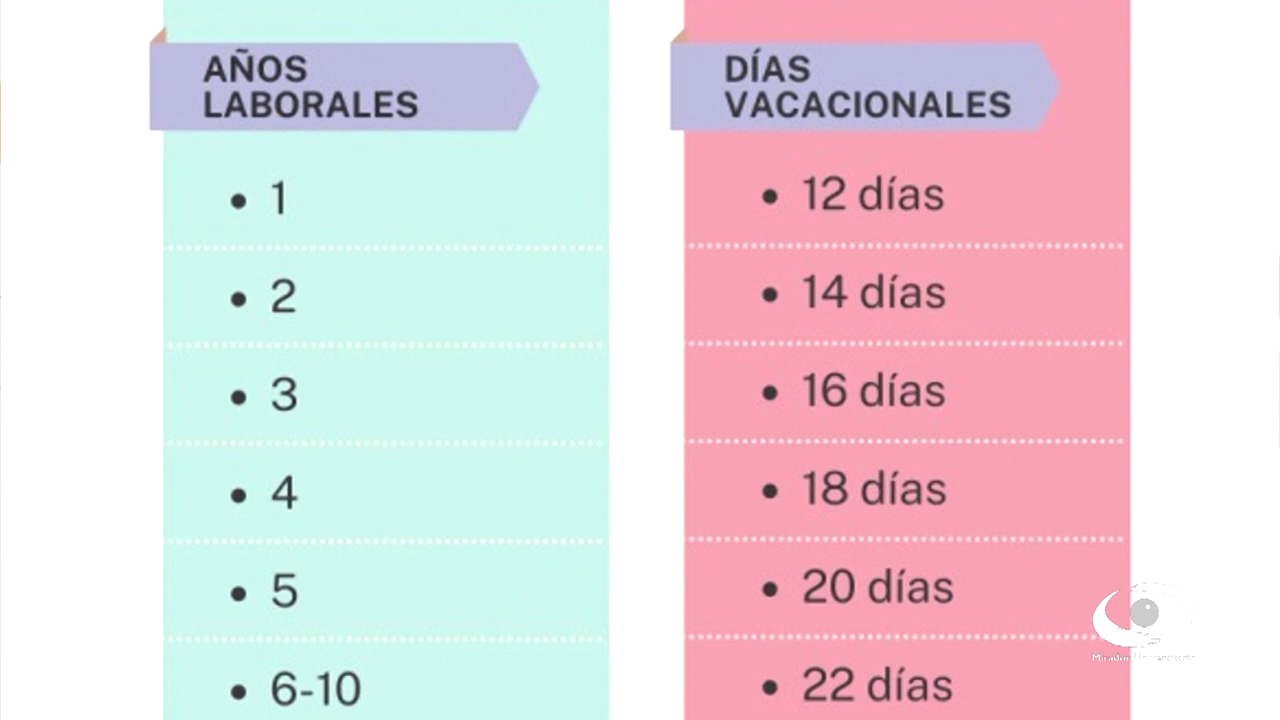 AÑOS
LABORALES
• 1
• 2
• 3
• 4
• 5
• 6-10
DÍAS
VACACIONALES
• 12 días
• 14 días
• 16 días
• 18 días
• 20 días
• 22 días